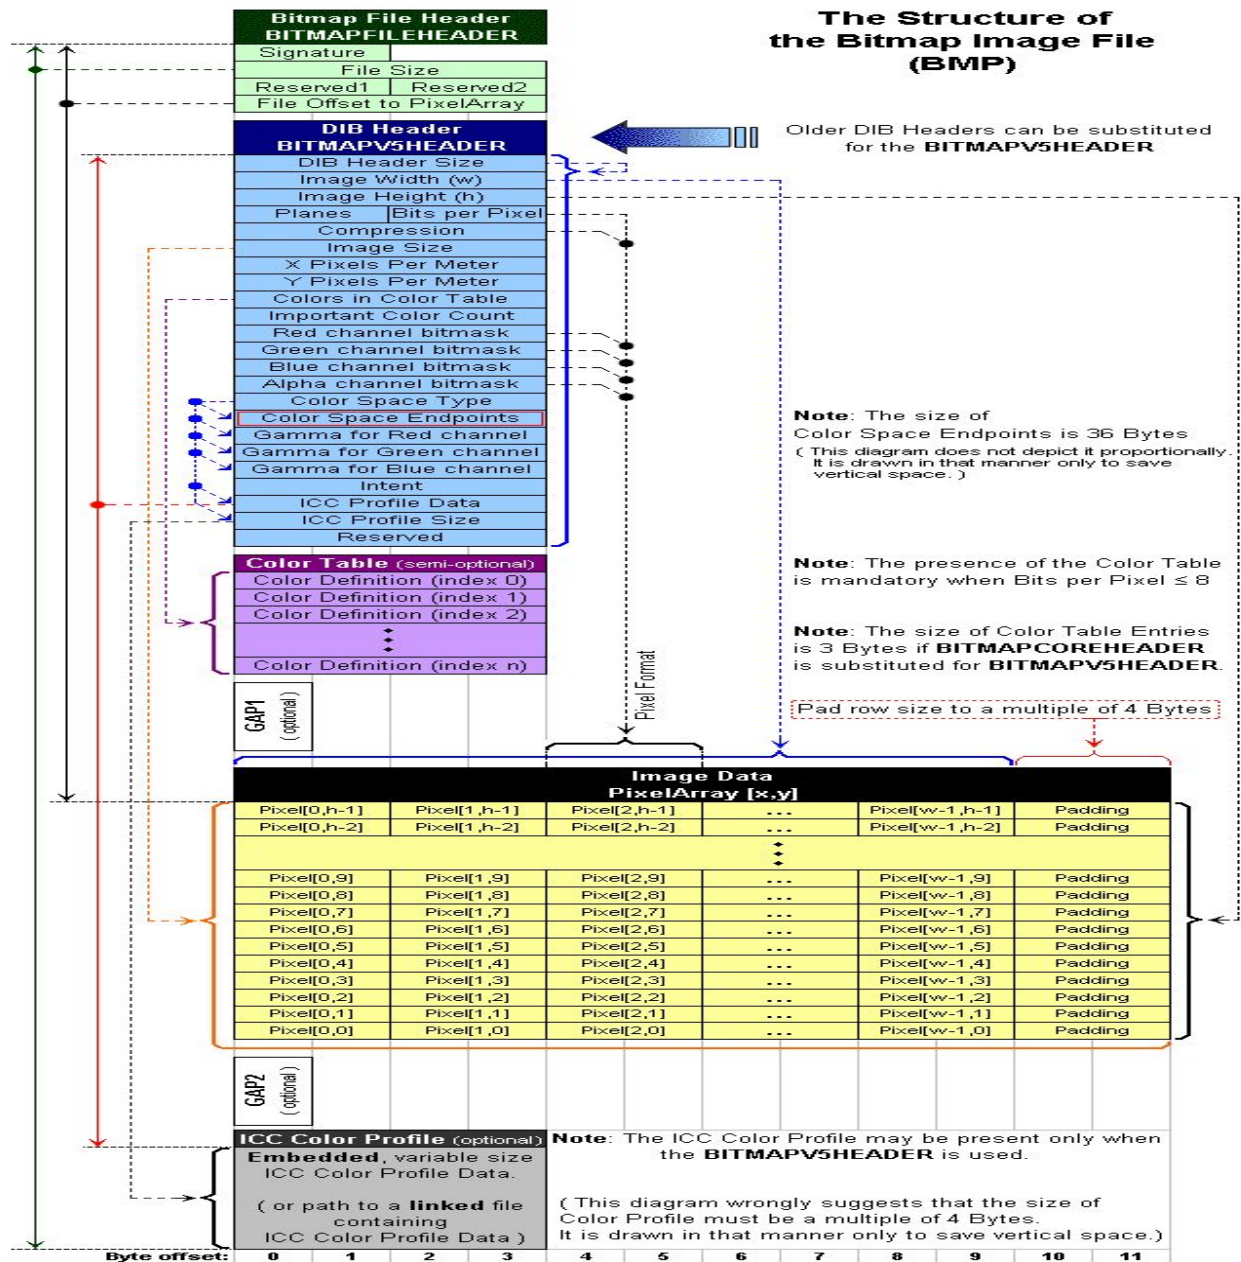 The Structure of
the Bitmap Image File
(BMP)
Bitmap File Header
BITMAPFILEHEADER
Signature
File Size
Reserved1 Reserved2
File Offset to PixelArray
DIB Header
BITMAPV5HEADER
Older DIB Headers can be substituted
for the BITMAPV5HEADER
DIB Header Size
Image Width (w)
Image Height (h)
Planes Bits per Pixel
Compression
Image Size
X Pixels Per Meter
Y Pixels Per Meter
Colors in Color Table
Important Color Count
Red channel bitmask
Green channel bitmask
Blue channel bitmask
Alpha channel bitmask
Color Space Type
Color Space Endpoints
Gamma for Red channel
Gamma for Green channel
Gamma for Blue channel
Intent
ICC Profile Data
ICC Profile Size
Reserved
Note: The size of
Color Space Endpoints is 36 Bytes
( This diagram does not depict it proportionally.
It is drawn in that manner only to save
vertical space. )
Color Table (semi-optional)
Color Definition (index 0)
Color Definition (index 1)
Color Definition (index 2)
Color Definition (index n)
Note: The presence of the Color Table
is mandatory when Bits per Pixel ≤ 8
Note: The size of Color Table Entries
is 3 Bytes if BITMAPCOREHEADER
is substituted for BITMAPV5HEADER.
GAP1
( optional )
Pixel Format
Pad row size to a multiple of 4 Bytes
Image Data
PixelArray [x,y]
Pixel[0,h-1] Pixel[1,h-1] Pixel[2,h-1] ... Pixel[w-1,h-1] Padding
Pixel[0,h-2] Pixel[1,h-2] Pixel[2,h-2] ... Pixel[w-1,h-2] Padding
Pixel[0,9] Pixel[1,9] Pixel[2,9] ... Pixel[w-1,9] Padding
Pixel[0,8] Pixel[1,8] Pixel[2,8] ... Pixel[w-1,8] Padding
Pixel[0,7] Pixel[1,7] Pixel[2,7] ... Pixel[w-1,7] Padding
Pixel[0,6] Pixel[1,6] Pixel[2,6] ... Pixel[w-1,6] Padding
Pixel[0,5] Pixel[1,5] Pixel[2,5] ... Pixel[w-1,5] Padding
Pixel[0,4] Pixel[1,4] Pixel[2,4] ... Pixel[w-1,4] Padding
Pixel[0,3] Pixel[1,3] Pixel[2,3] ... Pixel[w-1,3] Padding
Pixel[0,2] Pixel[1,2] Pixel[2,2] ... Pixel[w-1,2] Padding
Pixel[0,1] Pixel[1,1] Pixel[2,1] ... Pixel[w-1,1] Padding
Pixel[0,0] Pixel[1,0] Pixel[2,0] ... Pixel[w-1,0] Padding
GAP2
( optional )
ICC Color Profile (optional)
Embedded, variable size
ICC Color Profile Data.
( or path to a linked file
containing
ICC Color Profile Data )
Note: The ICC Color Profile may be present only when
the BITMAPV5HEADER is used.
( This diagram wrongly suggests that the size of
Color Profile must be a multiple of 4 Bytes.
It is drawn in that manner only to save vertical space.)
Byte offset: 0 1 2 3 4 5 6 7 8 9 10 11